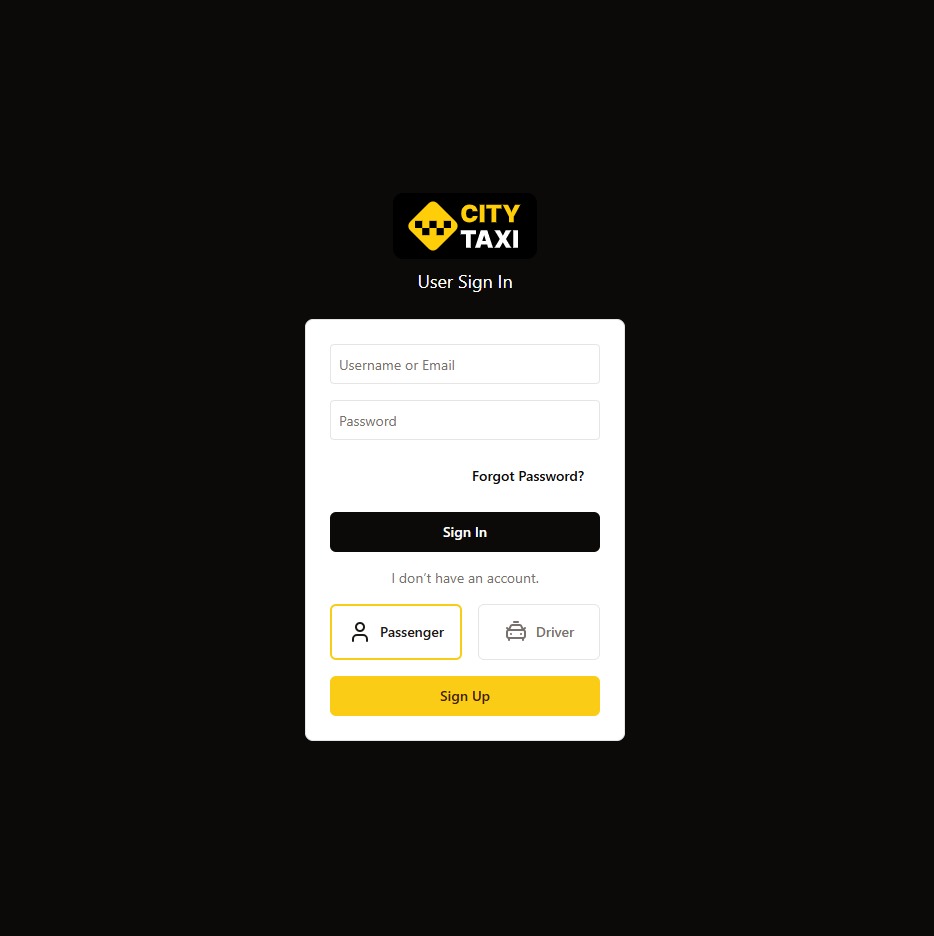 CITY
TAXI
User Sign In
Username or Email
Password
Forgot Password?
Sign In
I don’t have an account.
Passenger
Driver
Sign Up